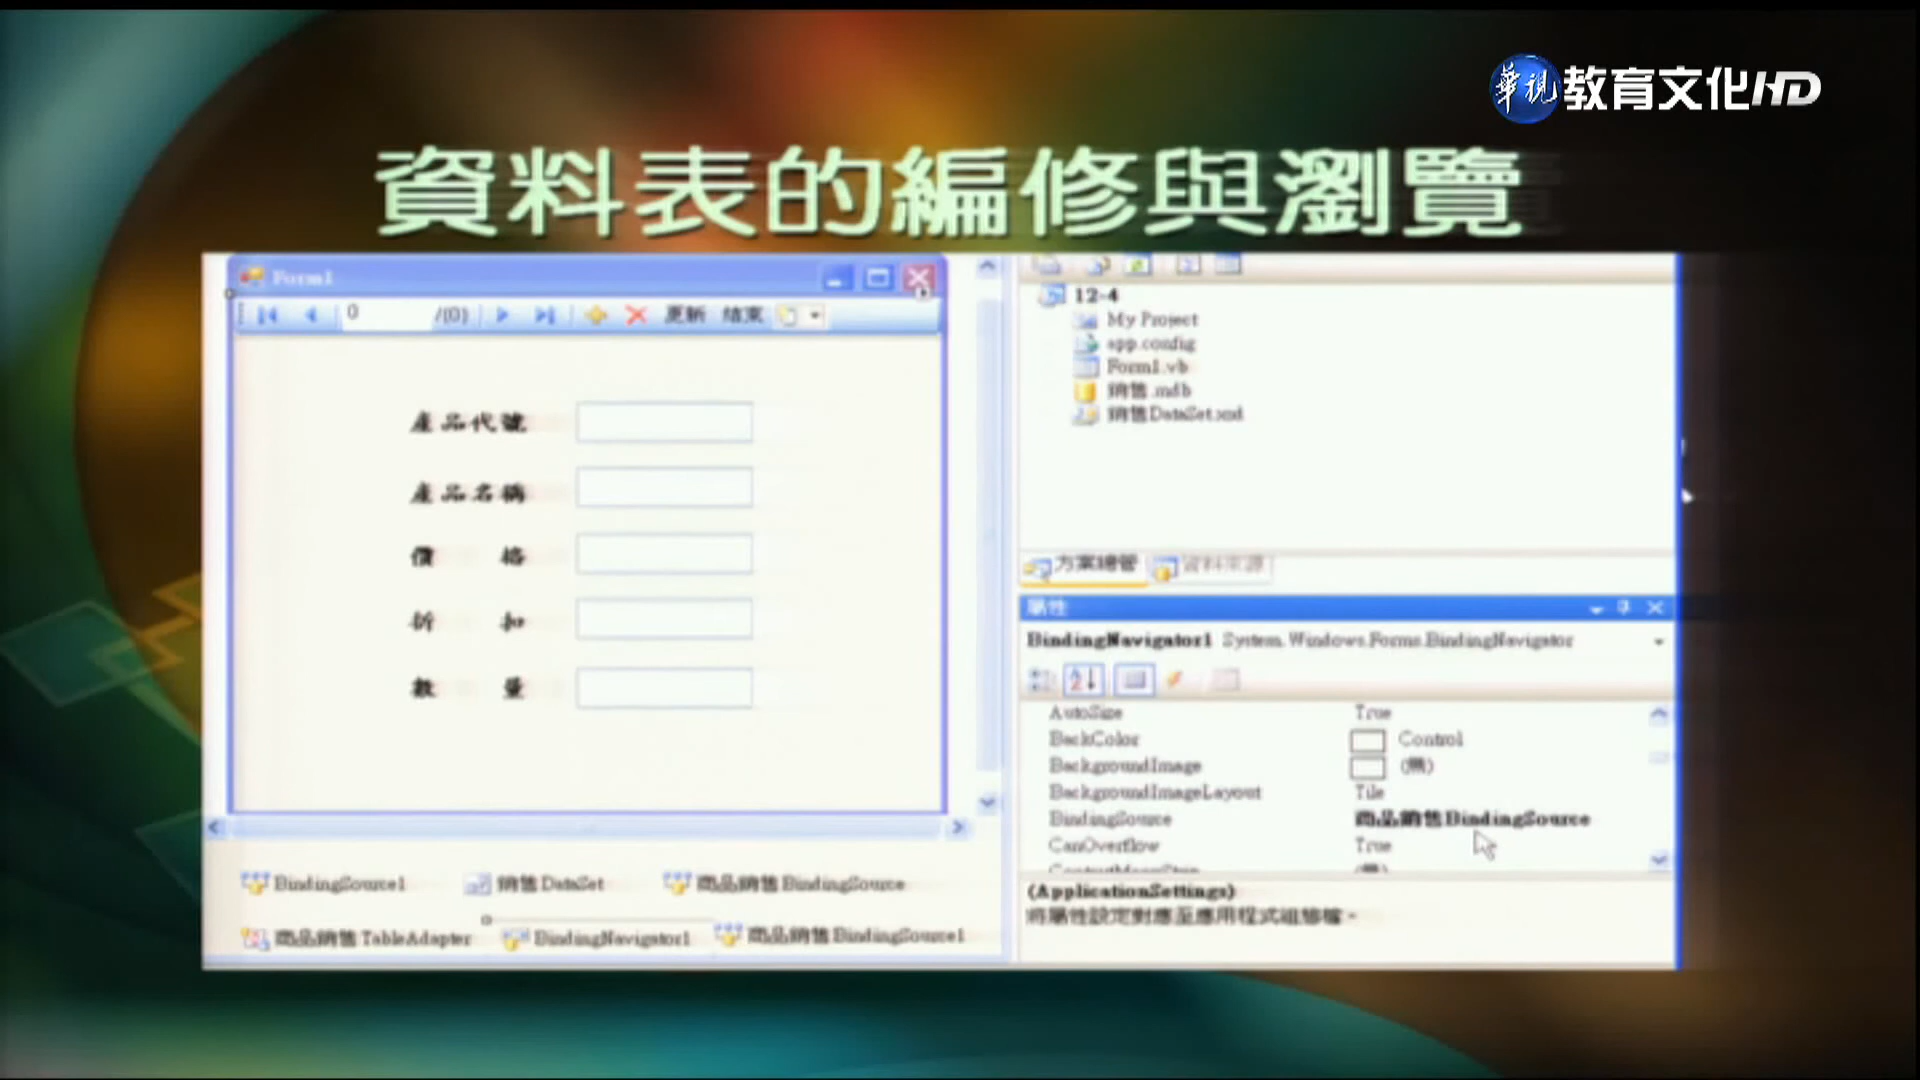 華視教育文化HD
資料表的編修與瀏覽
Form1
0 /{0} 更新 結束
產品代號
產品名稱
價 格
折 扣
數 量
BindingSource1 銷售DataSet 商品銷售BindingSource
商品銷售TableAdapter BindingNavigator1 商品銷售BindingSource1
12-4
My Project
app.config
Form1.vb
銷售.mdb
銷售DataSet.xsd
方案總管 資料來源
屬性
BindingNavigator1 System.Windows.Forms.BindingNavigator
AutoSize True
BackColor Control
BackgroundImage (無)
BackgroundImageLayout Tile
BindingSource 商品銷售BindingSource
CanOverflow True
ContextMenuStrip (無)
(ApplicationSettings)
將屬性設定對應至應用程式組態檔。